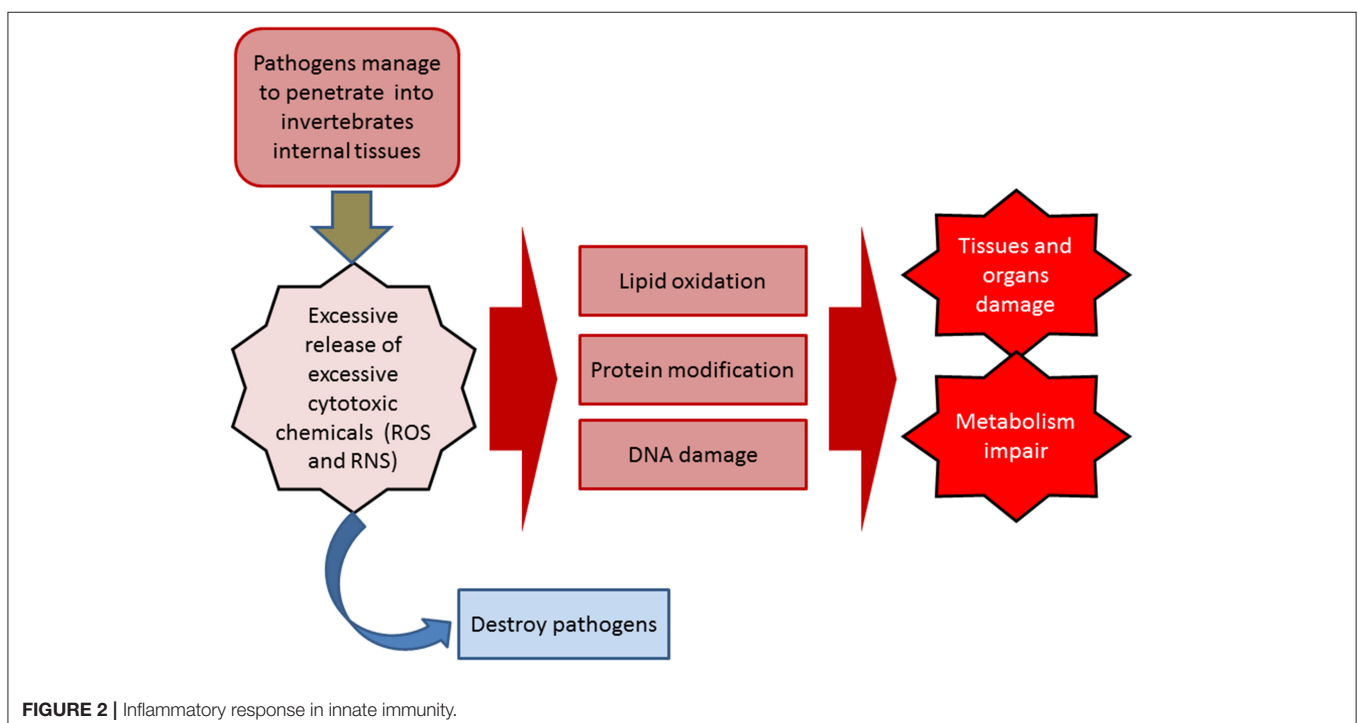 Pathogens manage
to penetrate into
invertebrates
internal tissues
Excessive
release of
excessive
cytotoxic
chemicals (ROS
and RNS)
Lipid oxidation
Protein modification
DNA damage
Tissues and
organs
damage
Metabolism
impair
Destroy pathogens
FIGURE 2 | Inflammatory response in innate immunity.